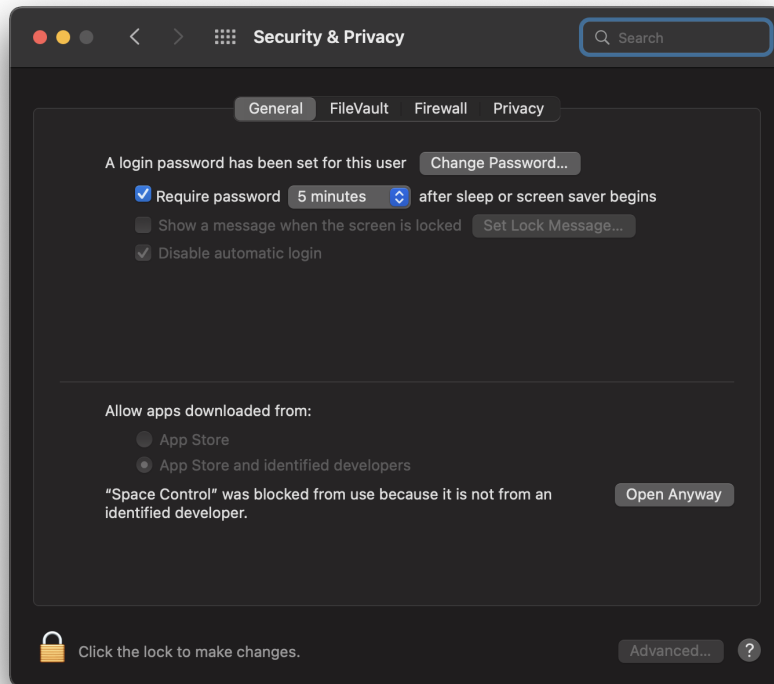 Security & Privacy
Search
General FileVault Firewall Privacy
A login password has been set for this user Change Password...
Require password 5 minutes after sleep or screen saver begins
Show a message when the screen is locked Set Lock Message...
Disable automatic login
Allow apps downloaded from:
App Store
App Store and identified developers
“Space Control” was blocked from use because it is not from an Open Anyway
identified developer.
Click the lock to make changes. Advanced... ?